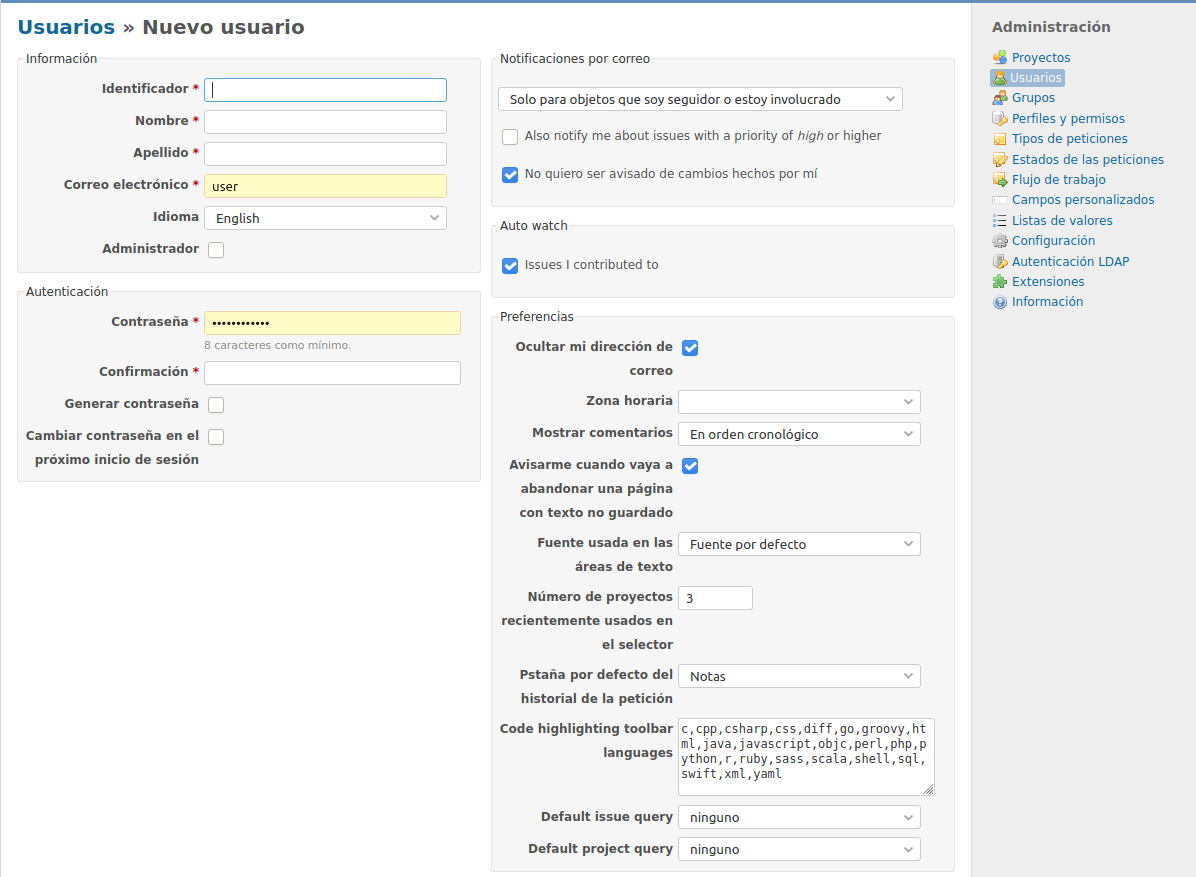 Usuarios » Nuevo usuario
Información
Identificador *
Nombre *
Apellido *
Correo electrónico * user
Idioma English
Administrador
Autenticación
Contraseña * ••••••••••••
8 caracteres como mínimo.
Confirmación *
Generar contraseña
Cambiar contraseña en el
próximo inicio de sesión
Notificaciones por correo
Solo para objetos que soy seguidor o estoy involucrado
Also notify me about issues with a priority of high or higher
No quiero ser avisado de cambios hechos por mí
Auto watch
Issues I contributed to
Preferencias
Ocultar mi dirección de
correo
Zona horaria
Mostrar comentarios En orden cronológico
Avisarme cuando vaya a
abandonar una página
con texto no guardado
Fuente usada en las Fuente por defecto
áreas de texto
Número de proyectos 3
recientemente usados en
el selector
Pstaña por defecto del Notas
historial de la petición
Code highlighting toolbar
languages
c,cpp,csharp,css,diff,go,groovy,ht
ml,java,javascript,objc,perl,php,p
ython,r,ruby,sass,scala,shell,sql,
swift,xml,yaml
Default issue query ninguno
Default project query ninguno
Administración
Proyectos
Usuarios
Grupos
Perfiles y permisos
Tipos de peticiones
Estados de las peticiones
Flujo de trabajo
Campos personalizados
Listas de valores
Configuración
Autenticación LDAP
Extensiones
Información